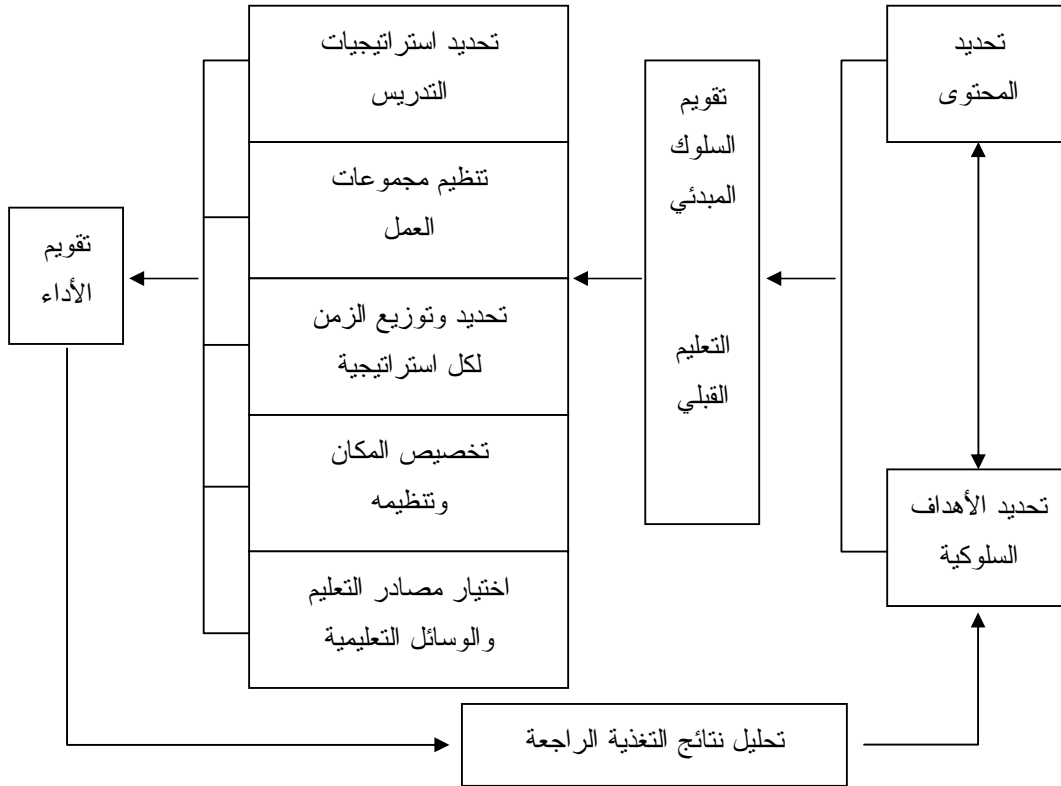 تحديد
المحتوى
تحديد الأهداف
السلوكية
تقويم
السلوك
المبدئي
التعليم
القبلي
تحديد استراتيجيات
التدريس
تنظيم مجموعات
العمل
تحديد وتوزيع الزمن
لكل استراتيجية
تخصيص المكان
وتنظيمه
اختيار مصادر التعليم
والوسائل التعليمية
تقويم
الأداء
تحليل نتائج التغذية الراجعة